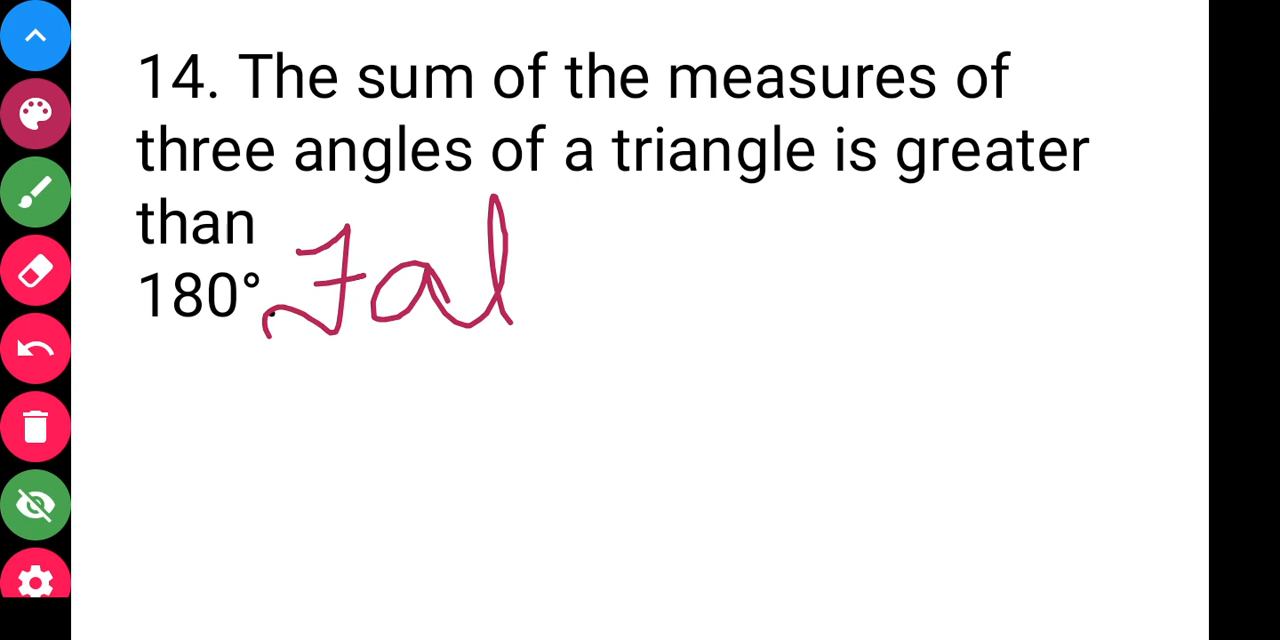 14. The sum of the measures of
three angles of a triangle is greater
than
180°. Fal